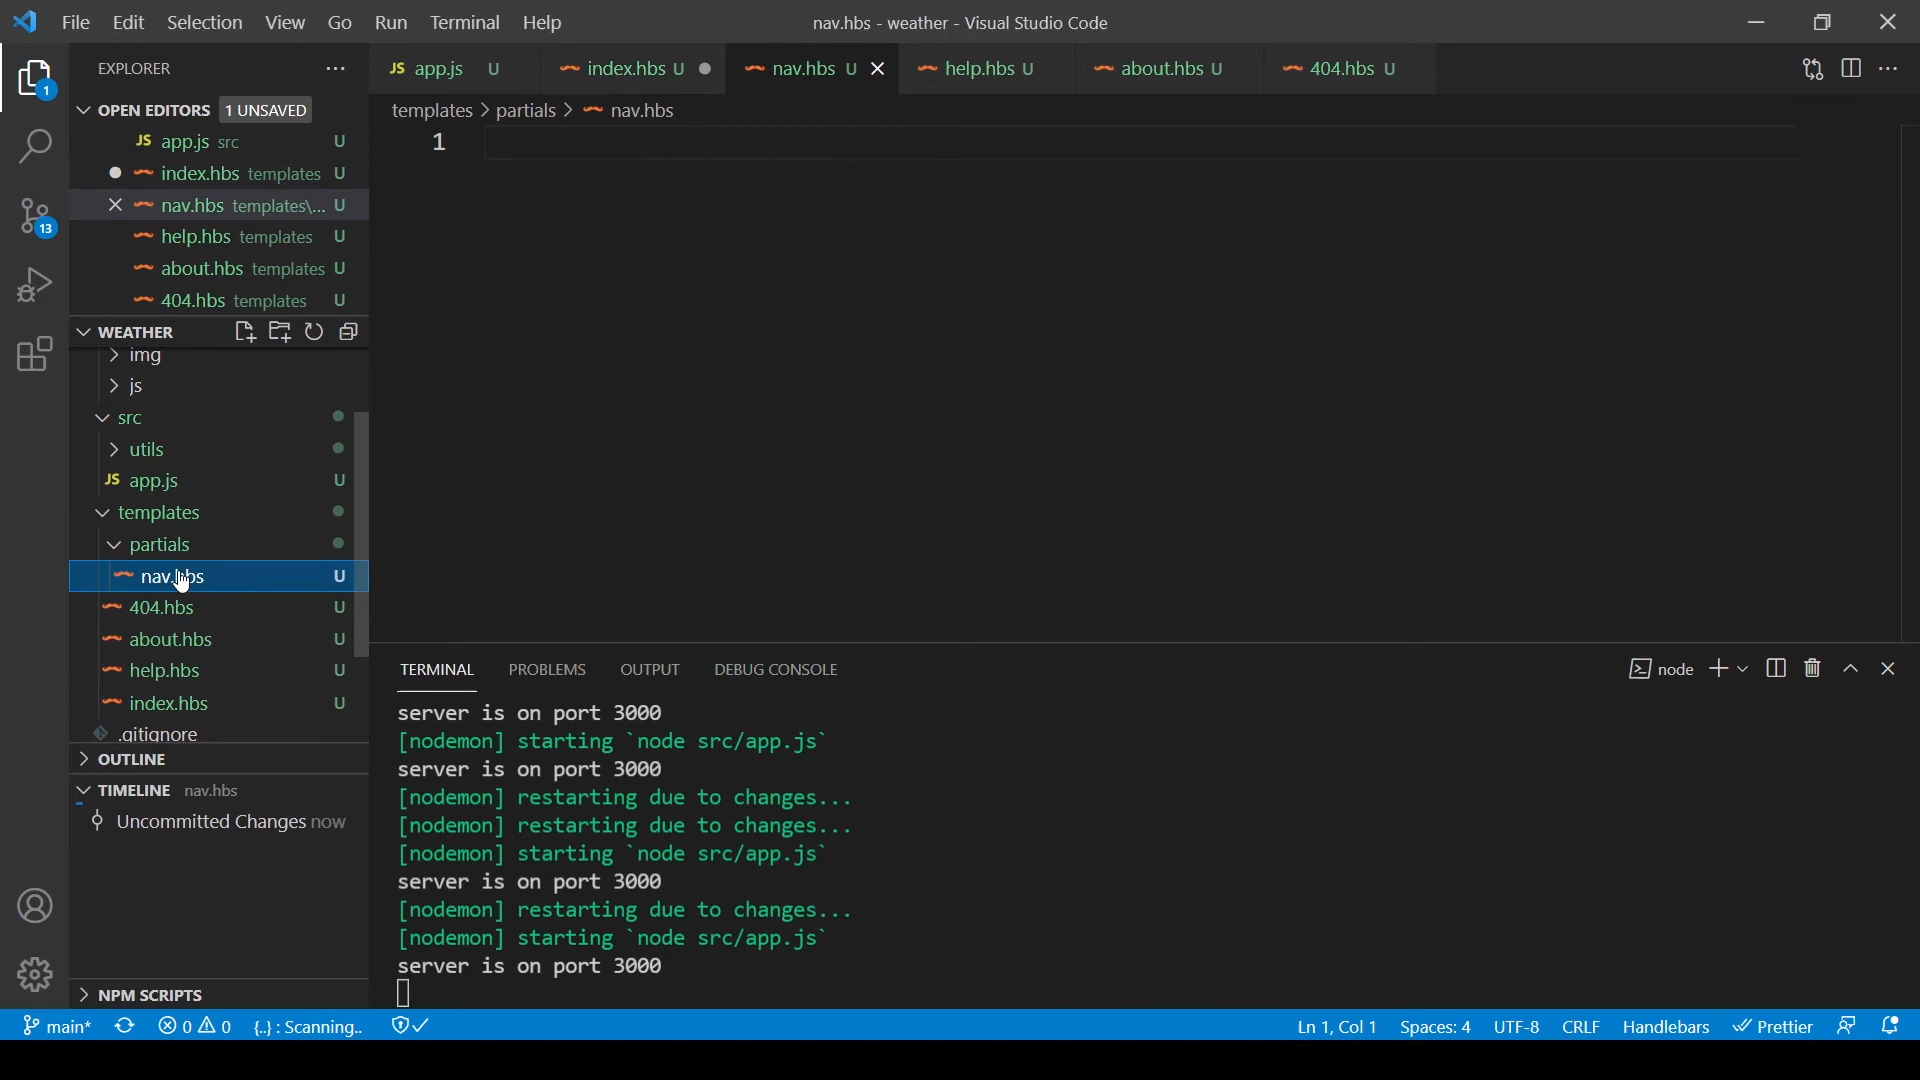 File Edit Selection View Go Run Terminal Help
nav.hbs - weather - Visual Studio Code
EXPLORER
OPEN EDITORS 1 UNSAVED
JS app.js src U
index.hbs templates U
nav.hbs templates\... U
help.hbs templates U
about.hbs templates U
404.hbs templates U
WEATHER
img
js
src
utils
JS app.js U
templates
partials
nav.hbs U
404.hbs U
about.hbs U
help.hbs U
index.hbs U
.gitignore
OUTLINE
TIMELINE nav.hbs
Uncommitted Changes now
NPM SCRIPTS
JS app.js U index.hbs U nav.hbs U help.hbs U about.hbs U 404.hbs U
templates > partials > nav.hbs
1
TERMINAL PROBLEMS OUTPUT DEBUG CONSOLE
node
server is on port 3000
[nodemon] starting `node src/app.js`
server is on port 3000
[nodemon] restarting due to changes...
[nodemon] restarting due to changes...
[nodemon] starting `node src/app.js`
server is on port 3000
[nodemon] restarting due to changes...
[nodemon] starting `node src/app.js`
server is on port 3000
1
13
main* 0 0 {..} : Scanning.. Ln 1, Col 1 Spaces: 4 UTF-8 CRLF Handlebars Prettier